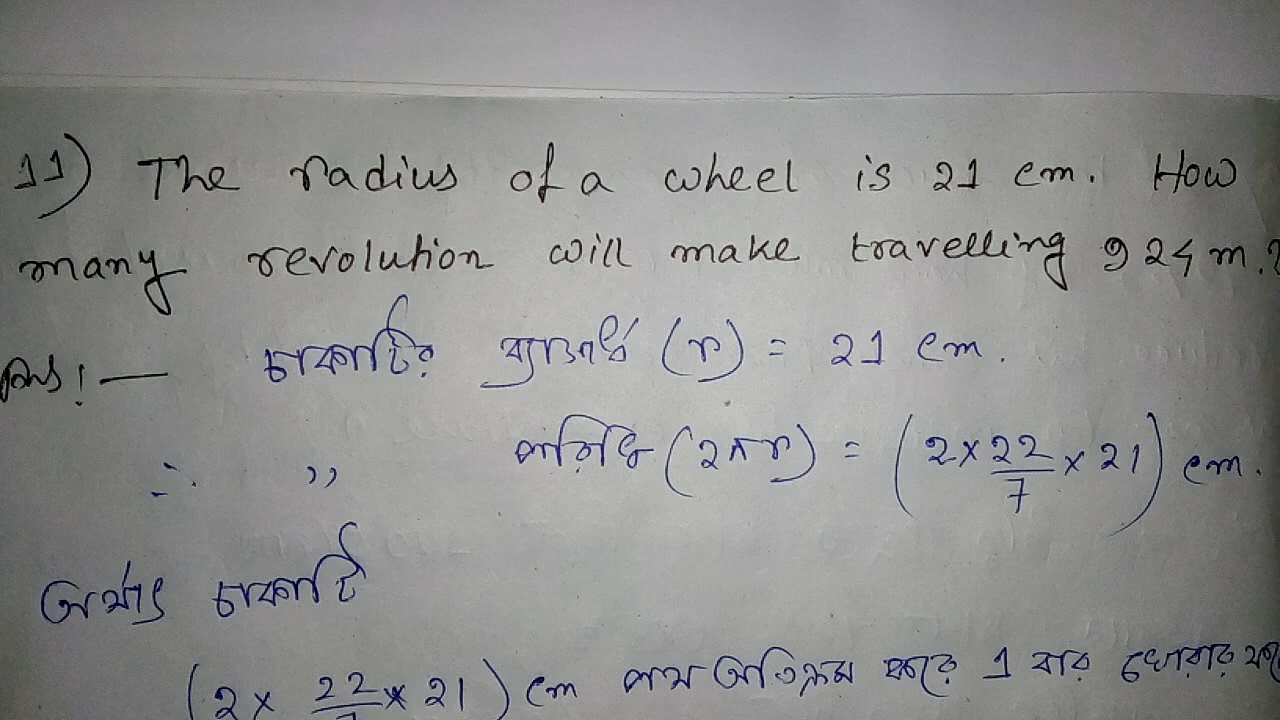 11) The radius of a wheel is 21 cm. How
many revolution will make travelling 924 m.?
চাকাটির ব্যাসার্ধ (r) = 21 cm.
∴ ,, পরিধি (2πr) = (2 × 22/7 × 21) cm.
অর্থাৎ চাকাটি
(2 × 22/7 × 21) cm পথ অতিক্রম করে 1 বার ঘোরার